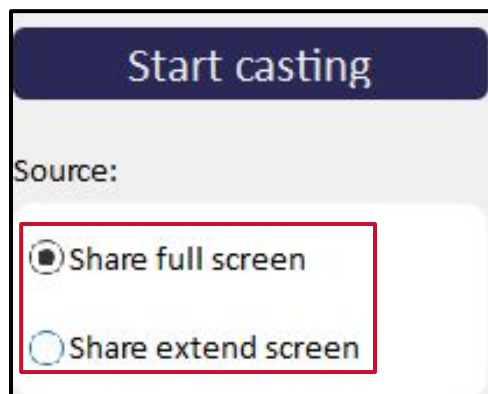 Start casting
Source:
Share full screen
Share extend screen